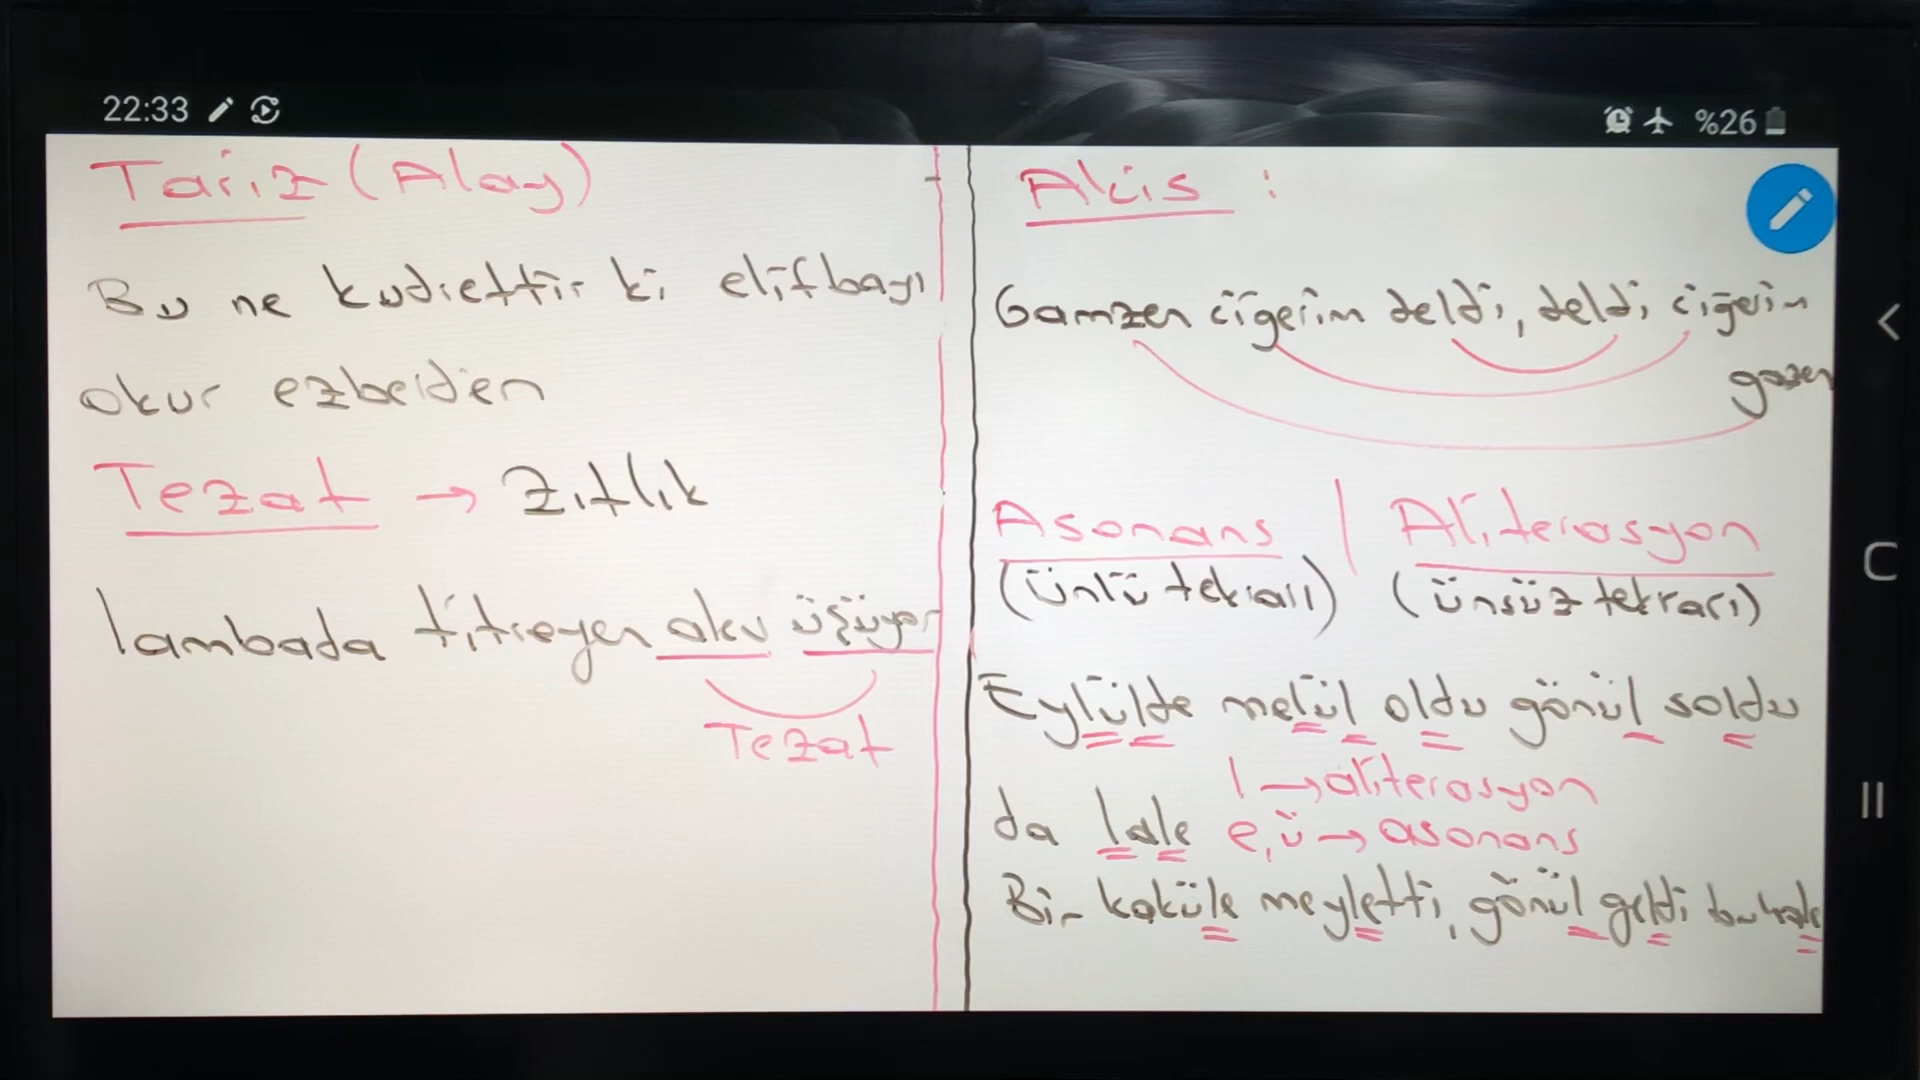 22:33
%26
Tariz (Alay)
Bu ne kudrettir ki elifbayı
okur ezberden
Tezat → Zıtlık
lambada titreyen alev üşüyor
Tezat
Akis :
Gamzen ciğerim deldi, deldi ciğerim
gamzen
Asonans / Aliterasyon
(ünlü tekrarı) (ünsüz tekrarı)
Eylülde melül oldu gönül soldu
l → aliterasyon
da lale e,ü → asonans
Bir kaküle meyletti, gönül geldi bu hale